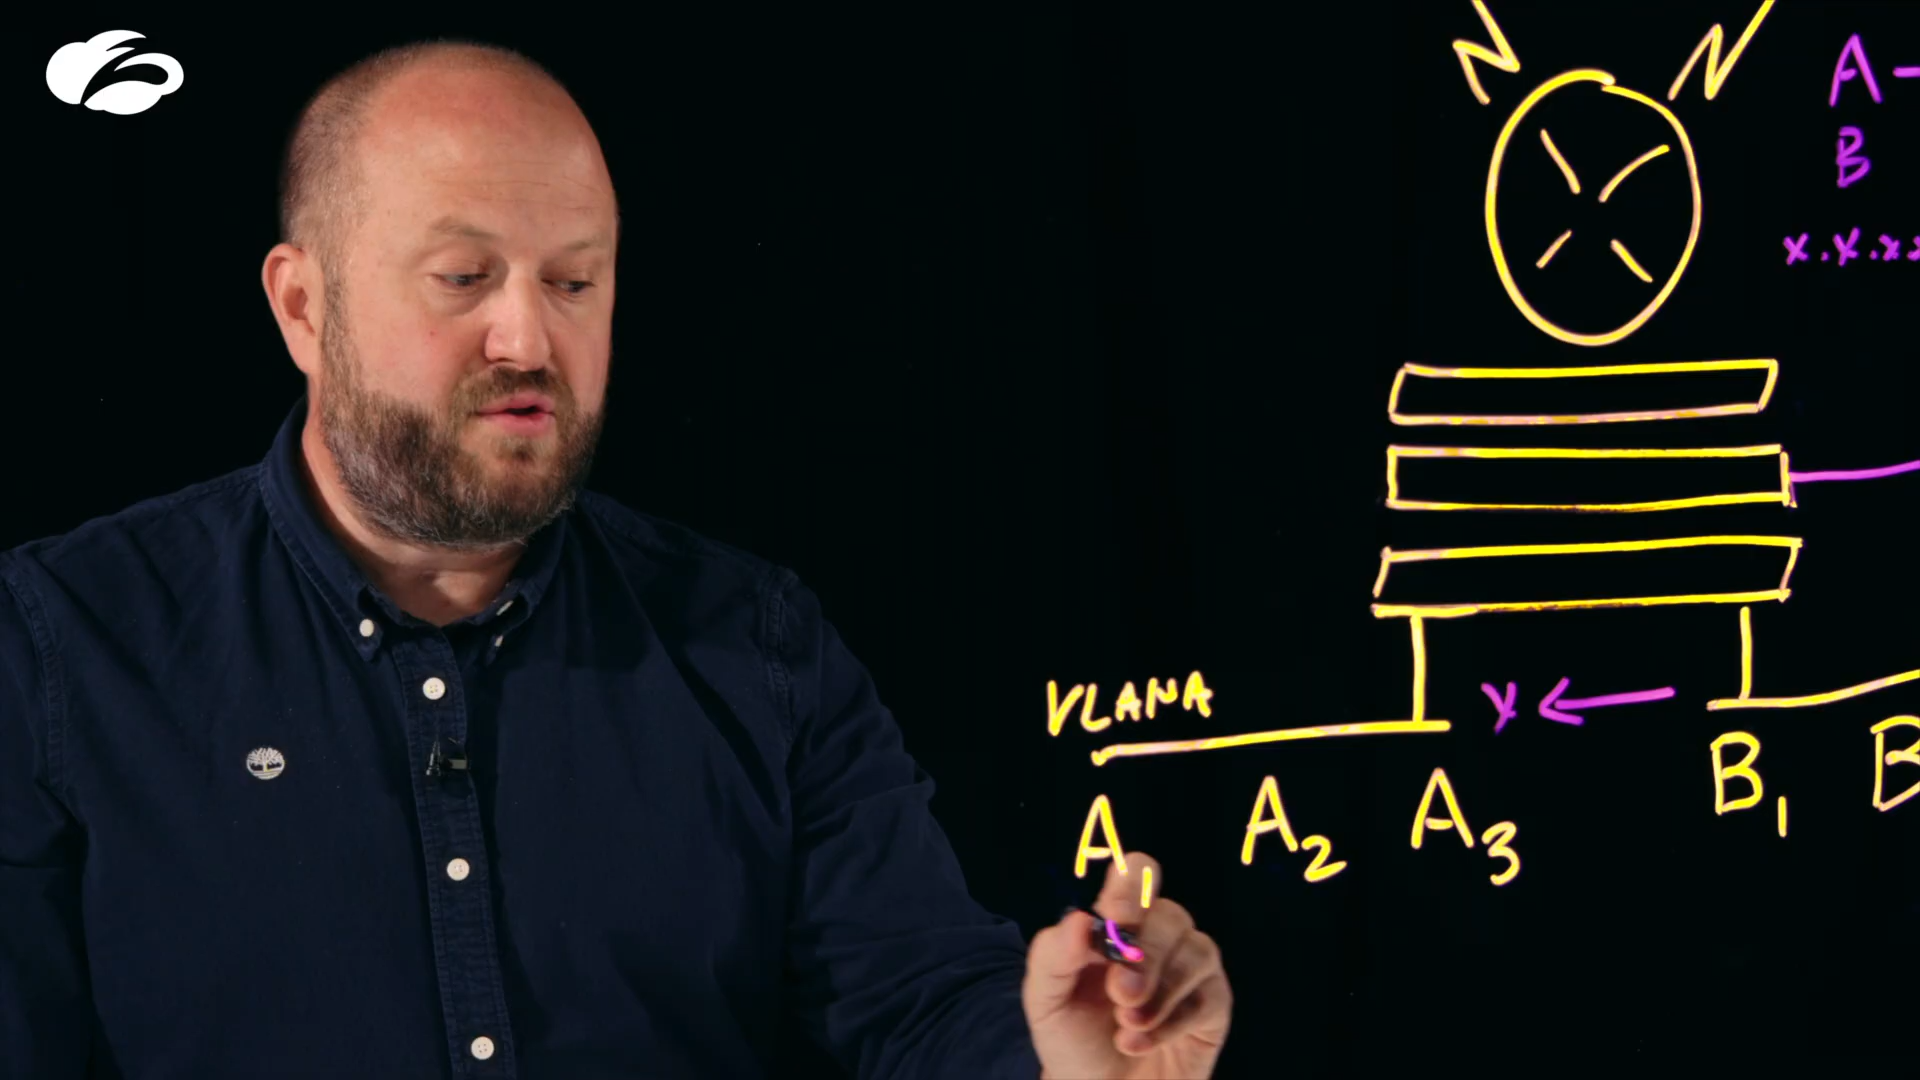 A -
B
x.x.x
VLANA
x ←
A1 A2 A3 B1 B